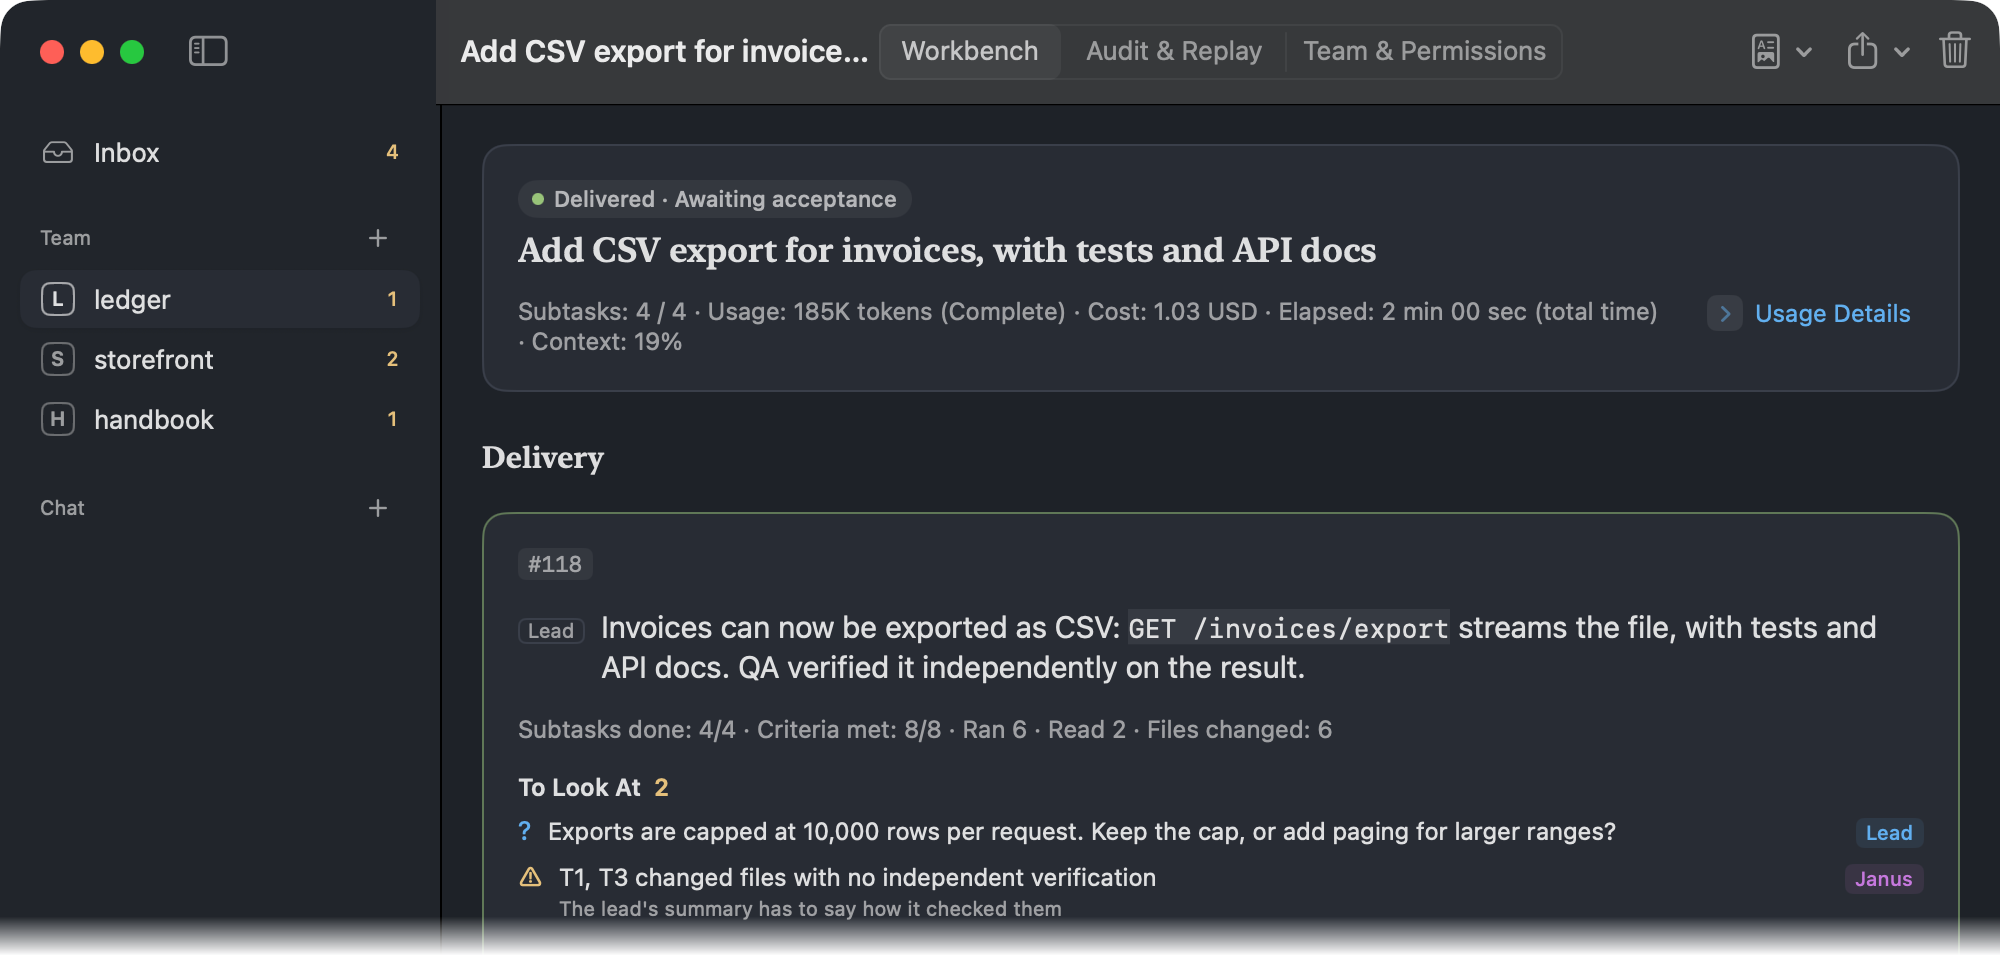 Add CSV export for invoice...
Workbench
Audit & Replay
Team & Permissions
Inbox 4
Team
L ledger 1
S storefront 2
H handbook 1
Chat
Delivered · Awaiting acceptance
Add CSV export for invoices, with tests and API docs
Subtasks: 4 / 4 · Usage: 185K tokens (Complete) · Cost: 1.03 USD · Elapsed: 2 min 00 sec (total time)
· Context: 19%
Usage Details
Delivery
#118
Lead Invoices can now be exported as CSV: GET /invoices/export streams the file, with tests and
API docs. QA verified it independently on the result.
Subtasks done: 4/4 · Criteria met: 8/8 · Ran 6 · Read 2 · Files changed: 6
To Look At 2
? Exports are capped at 10,000 rows per request. Keep the cap, or add paging for larger ranges? Lead
T1, T3 changed files with no independent verification Janus
The lead's summary has to say how it checked them